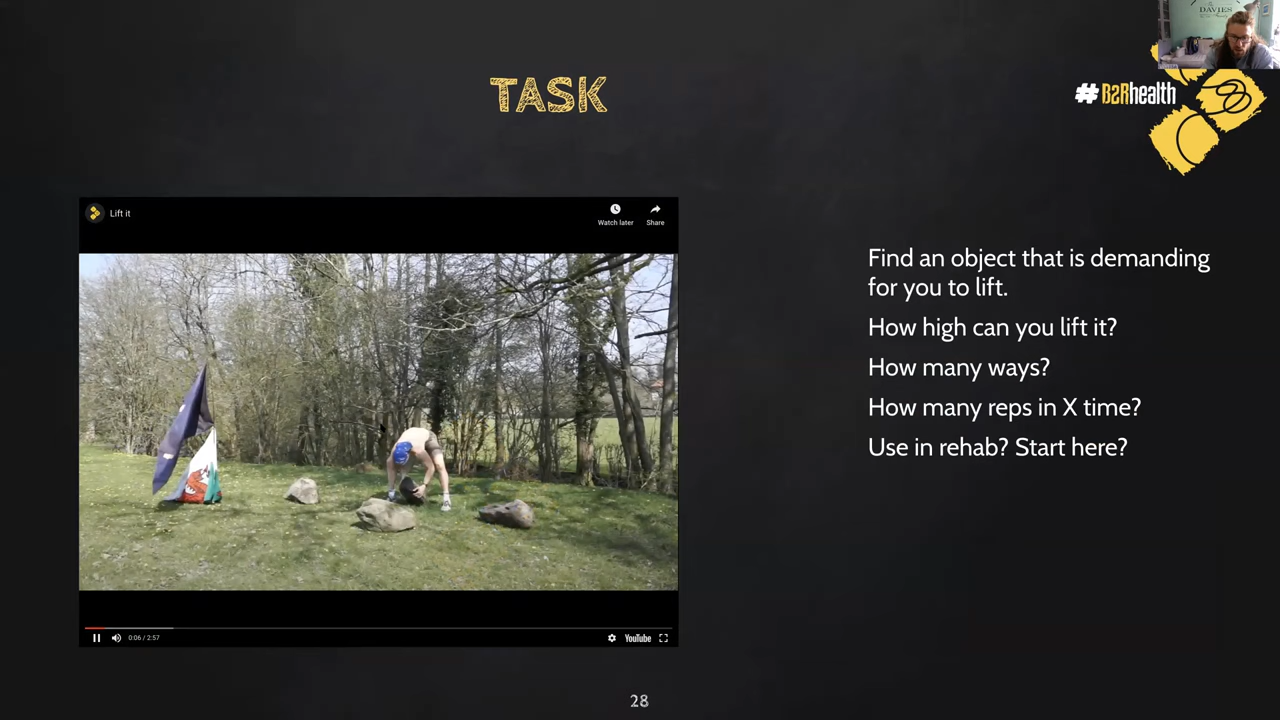 DAVIES
TASK
# B2Rhealth
Lift it
Watch later
Share
Find an object that is demanding
for you to lift.
How high can you lift it?
How many ways?
How many reps in X time?
Use in rehab? Start here?
0:06 / 2:57
YouTube
28